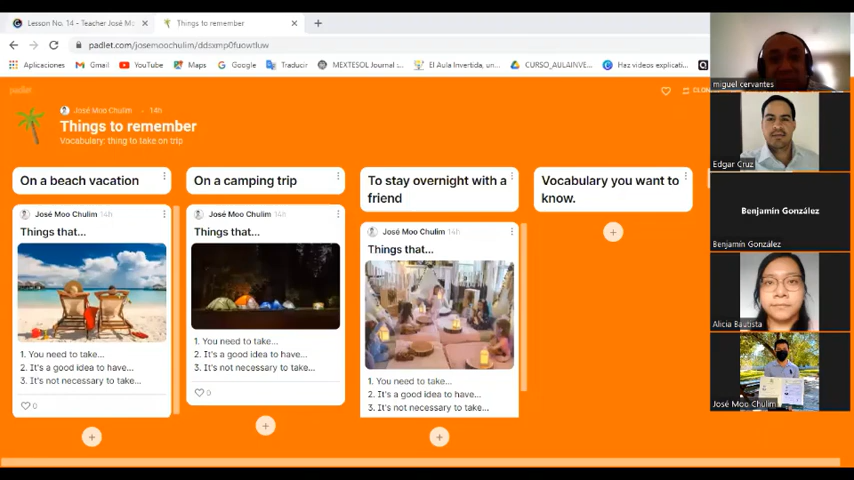 Lesson No. 14 - Teacher José Mo
Things to remember
padlet.com/josemoochulim/ddsxmp0fuowtluw
Aplicaciones
Gmail
YouTube
Maps
Google
Traducir
MEXTESOL Journal :...
El Aula Invertida, un...
CURSO_AULAINVE...
Haz videos explicati...
padlet
José Moo Chulim 14h
CLON
Things to remember
Vocabulary: thing to take on trip
On a beach vacation
On a camping trip
To stay overnight with a
friend
Vocabulary you want to
know.
José Moo Chulim 14h
Things that...
1. You need to take...
2. It's a good idea to have...
3. It's not necessary to take...
0
José Moo Chulim 14h
Things that...
1. You need to take...
2. It's a good idea to have...
3. It's not necessary to take...
0
José Moo Chulim 14h
Things that...
1. You need to take...
2. It's a good idea to have...
3. It's not necessary to take...
miguel cervantes
Edgar Cruz
Benjamín González
Benjamín González
Alicia Bautista
José Moo Chulim